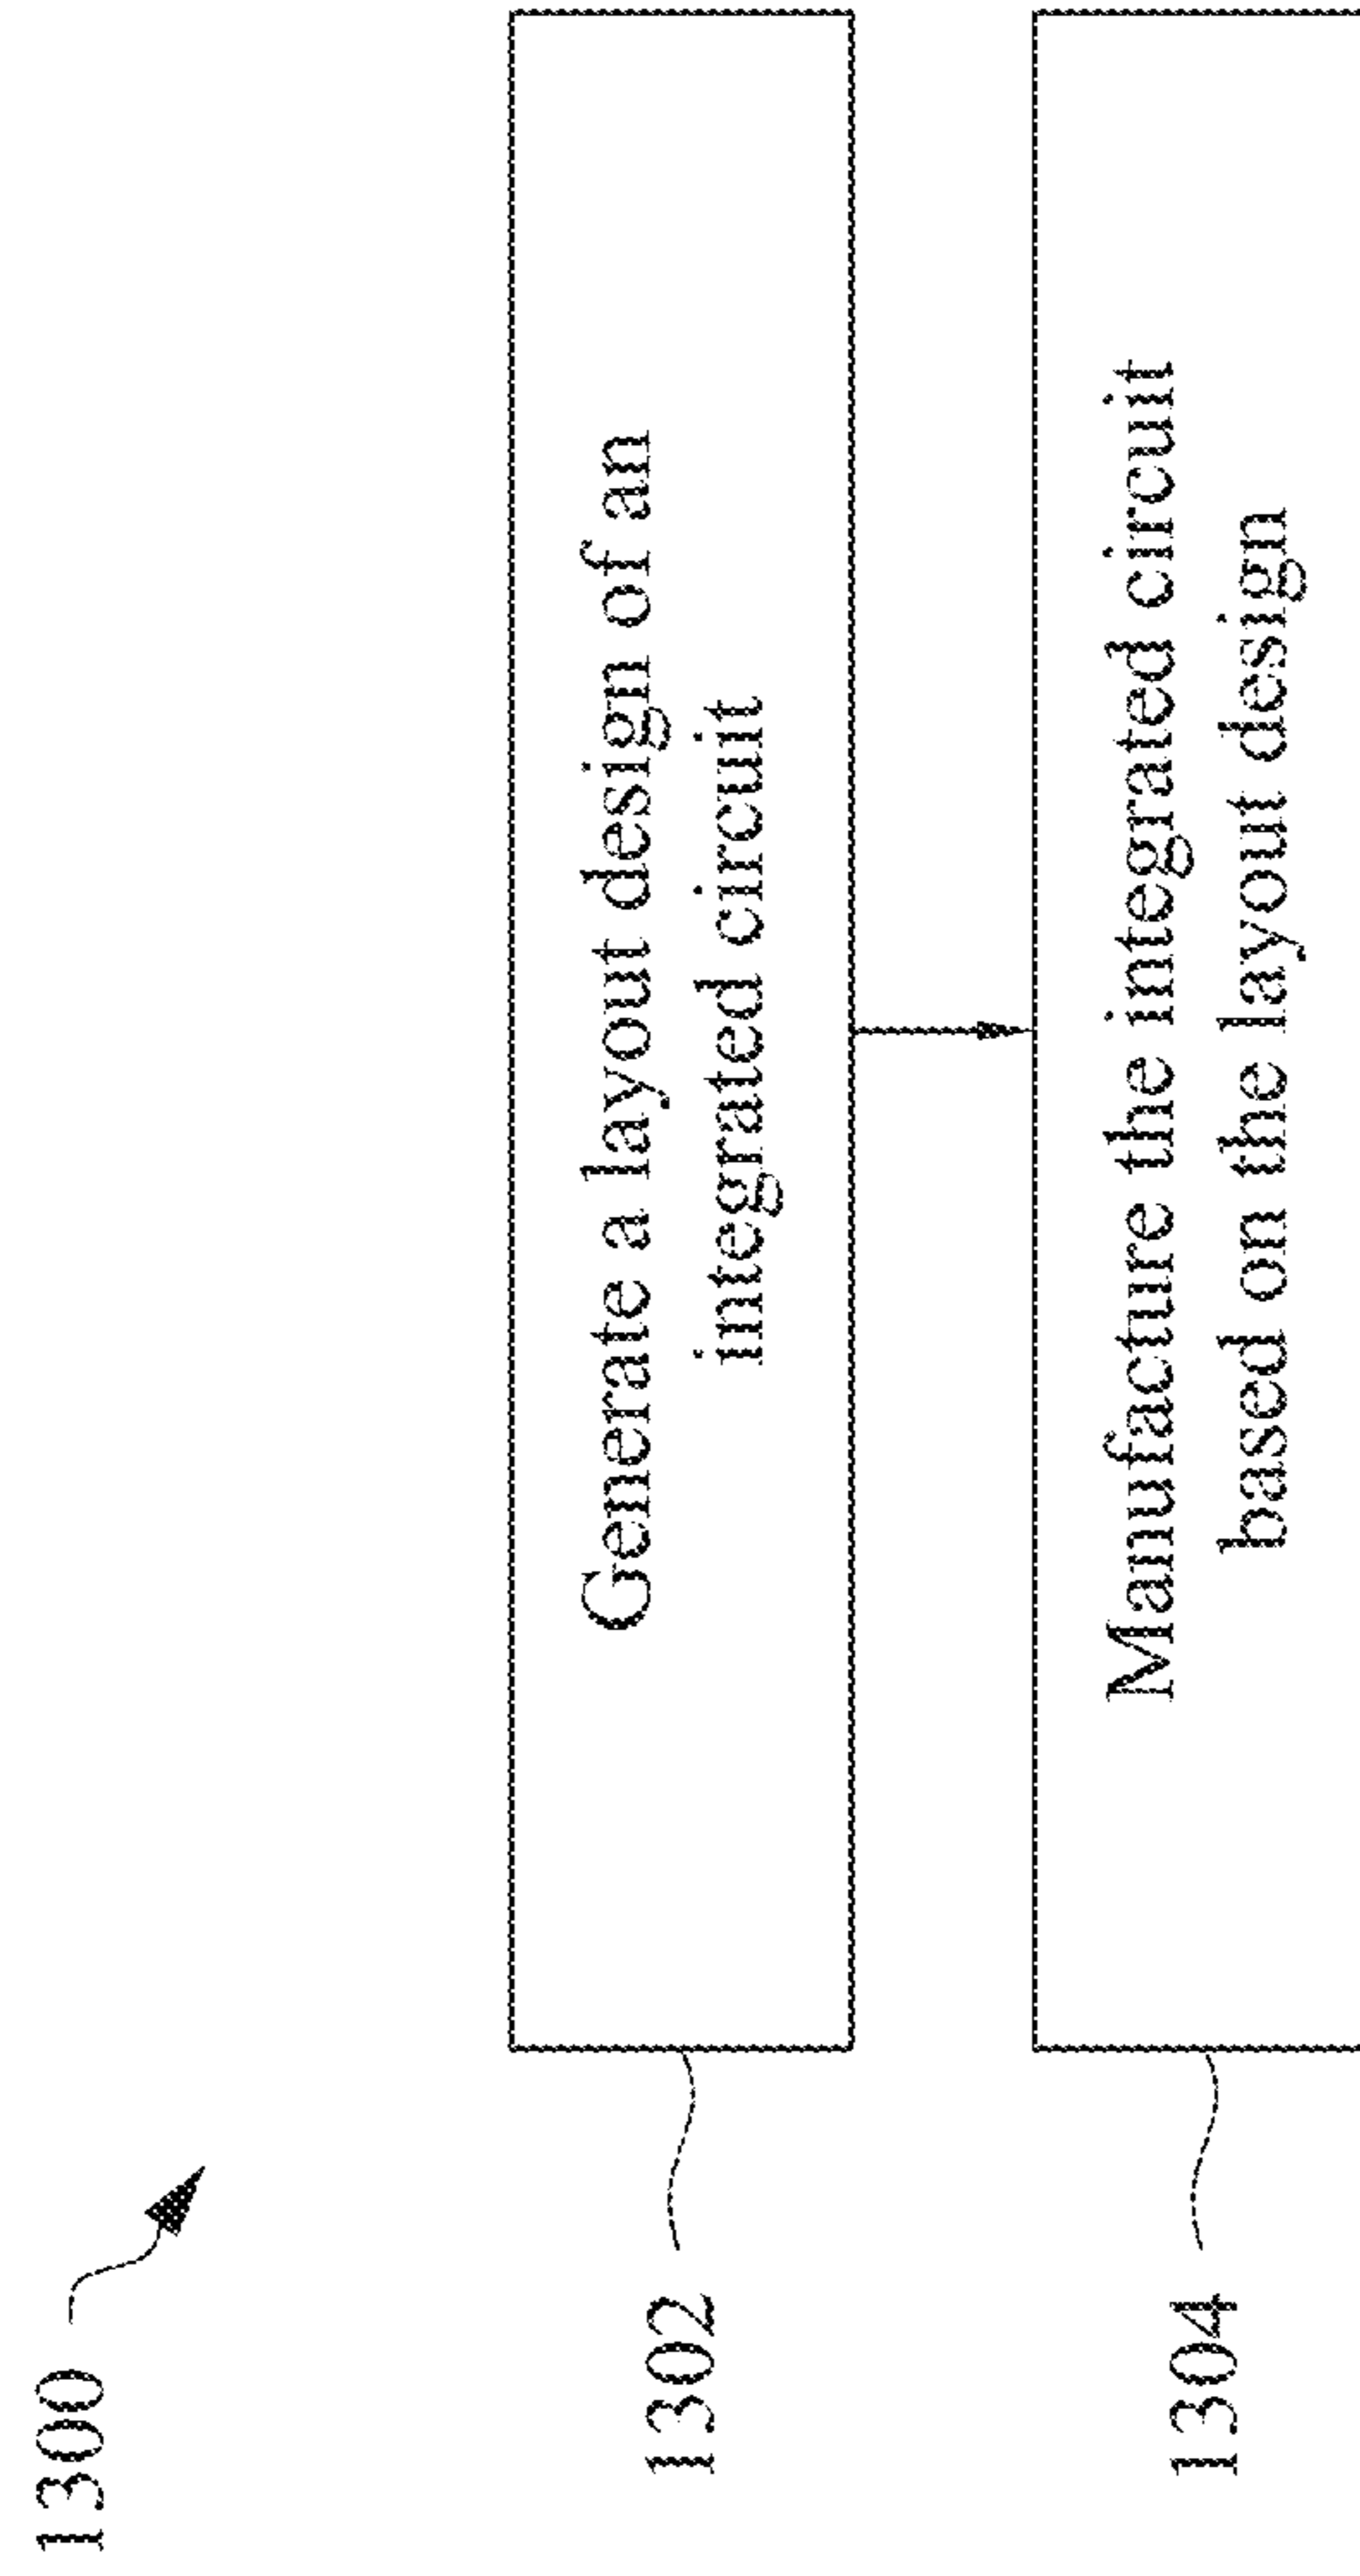 1300
1302
Generate a layout design of an
integrated circuit
1304
Manufacture the integrated circuit
based on the layout design